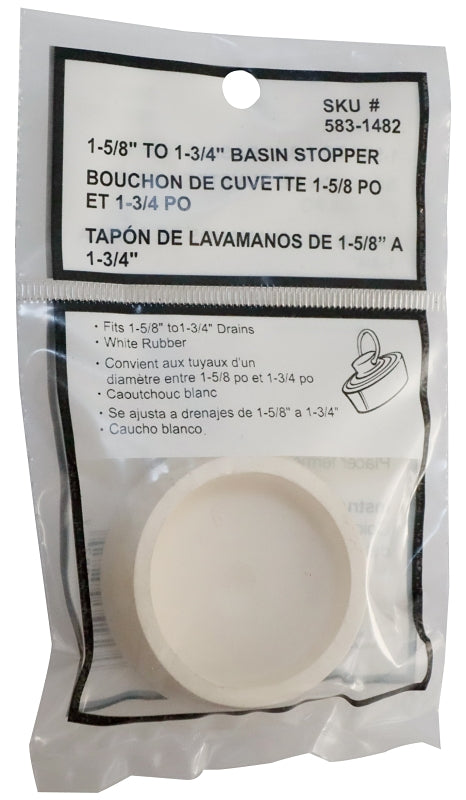 SKU #
583-1482
1-5/8" TO 1-3/4" BASIN STOPPER
BOUCHON DE CUVETTE 1-5/8 PO
ET 1-3/4 PO
TAPÓN DE LAVAMANOS DE 1-5/8” A
1-3/4"
• Fits 1-5/8" to1-3/4" Drains
• White Rubber
• Convient aux tuyaux d'un
diamètre entre 1-5/8 po et 1-3/4 po
• Caoutchouc blanc
• Se ajusta a drenajes de 1-5/8" a 1-3/4"
• Caucho blanco.